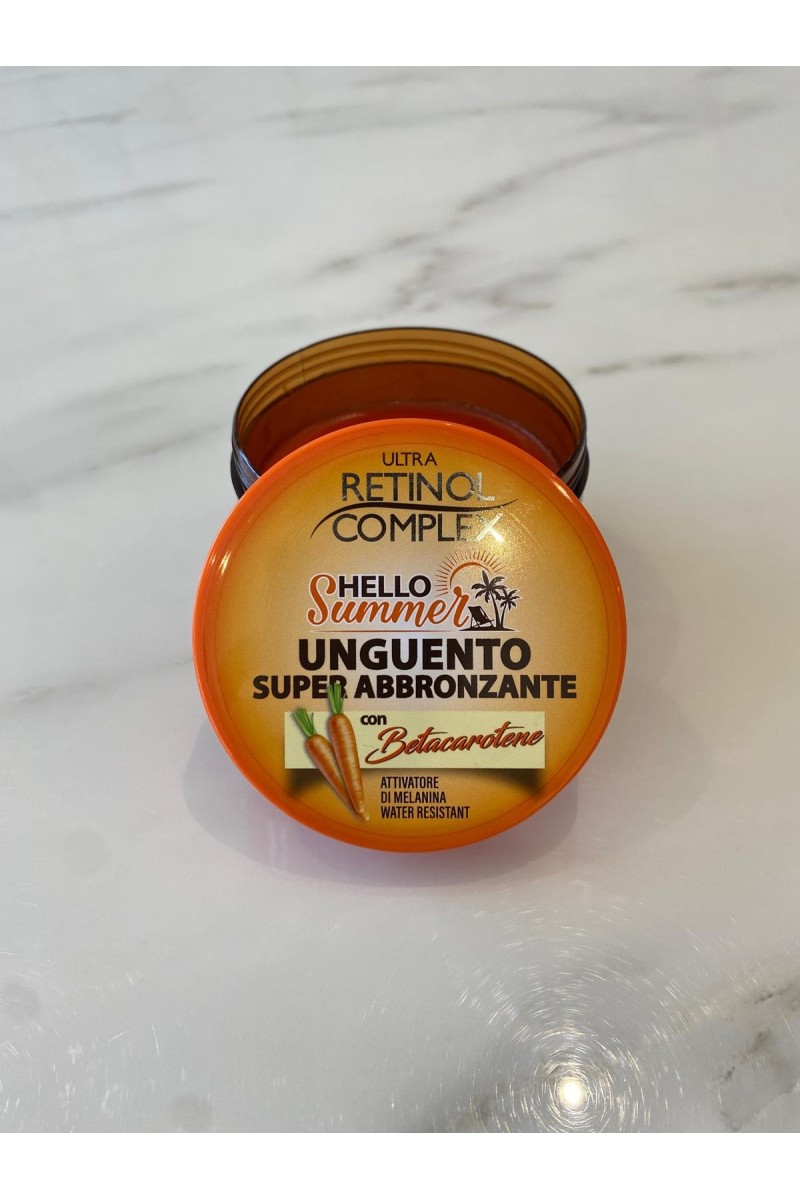 ULTRA
RETINOL
COMPLEX
HELLO
Summer
UNGUENTO
SUPER ABBRONZANTE
con Betacarotene
ATTIVATORE
DI MELANINA
WATER RESISTANT